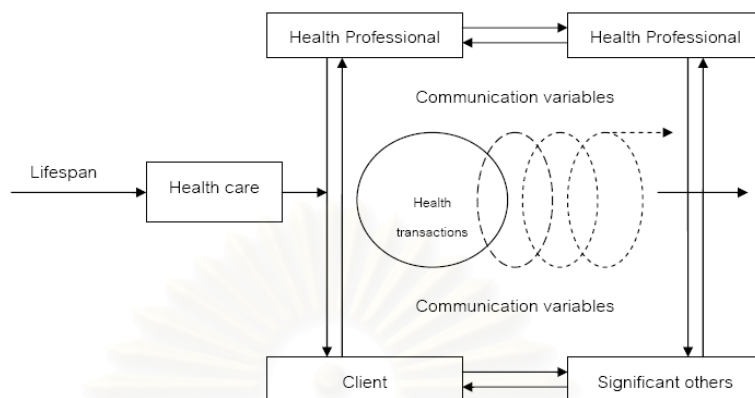 Health Professional
Health Professional
Communication variables
Lifespan
Health care
Health
transactions
Communication variables
Client
Significant others